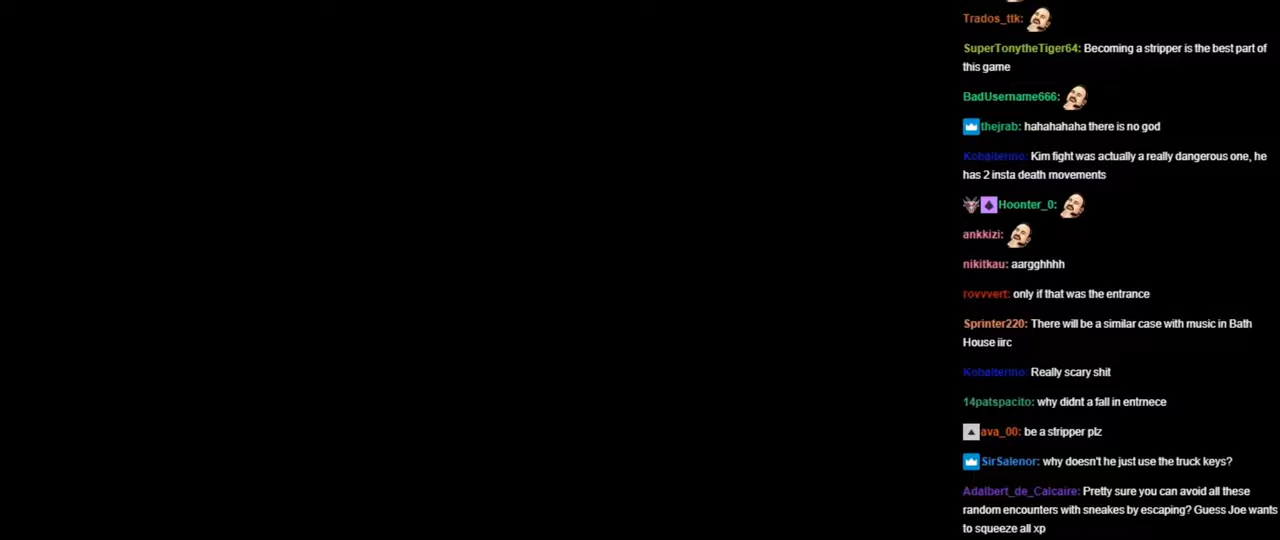 Trados_ttk:
SuperTonytheTiger64: Becoming a stripper is the best part of
this game
BadUsername666:
thejrab: hahahahaha there is no god
Kobalterino: Kim fight was actually a really dangerous one, he
has 2 insta death movements
Hoonter_0:
ankkizi:
nikitkau: aargghhhh
rovvvert: only if that was the entrance
Sprinter220: There will be a similar case with music in Bath
House iirc
Kobalterino: Really scary shit
14patspacito: why didnt a fall in entrnece
ava_00: be a stripper plz
SirSalenor: why doesn't he just use the truck keys?
Adalbert_de_Calcaire: Pretty sure you can avoid all these
random encounters with sneakes by escaping? Guess Joe wants
to squeeze all xp